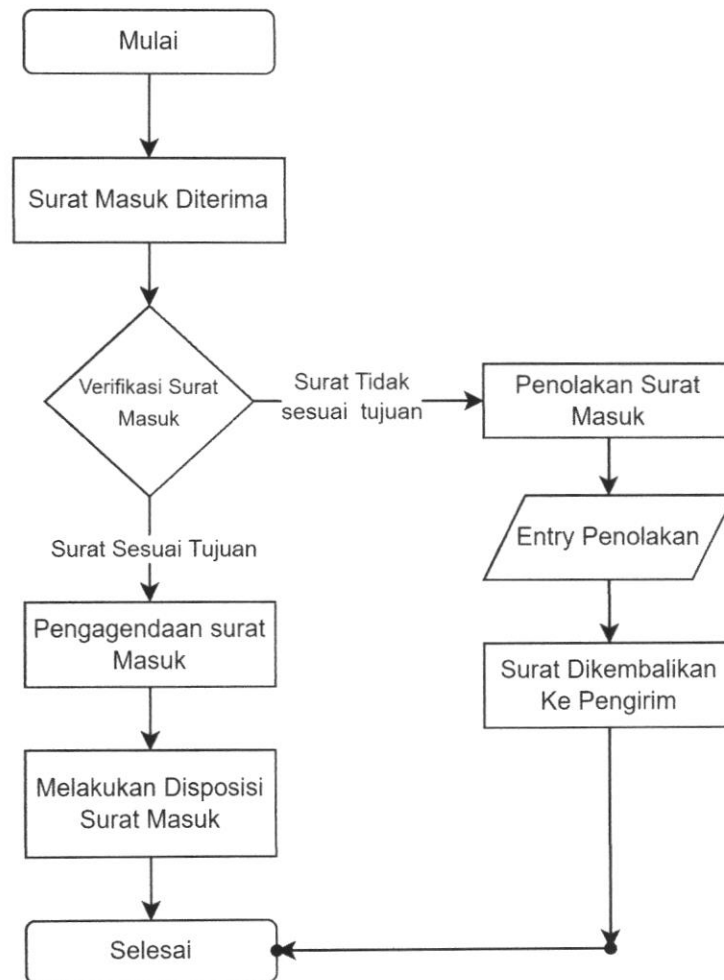 Mulai
Surat Masuk Diterima
Verifikasi Surat
Masuk
Surat Tidak
sesuai tujuan
Penolakan Surat
Masuk
Entry Penolakan
Surat Dikembalikan
Ke Pengirim
Surat Sesuai Tujuan
Pengagendaan surat
Masuk
Melakukan Disposisi
Surat Masuk
Selesai